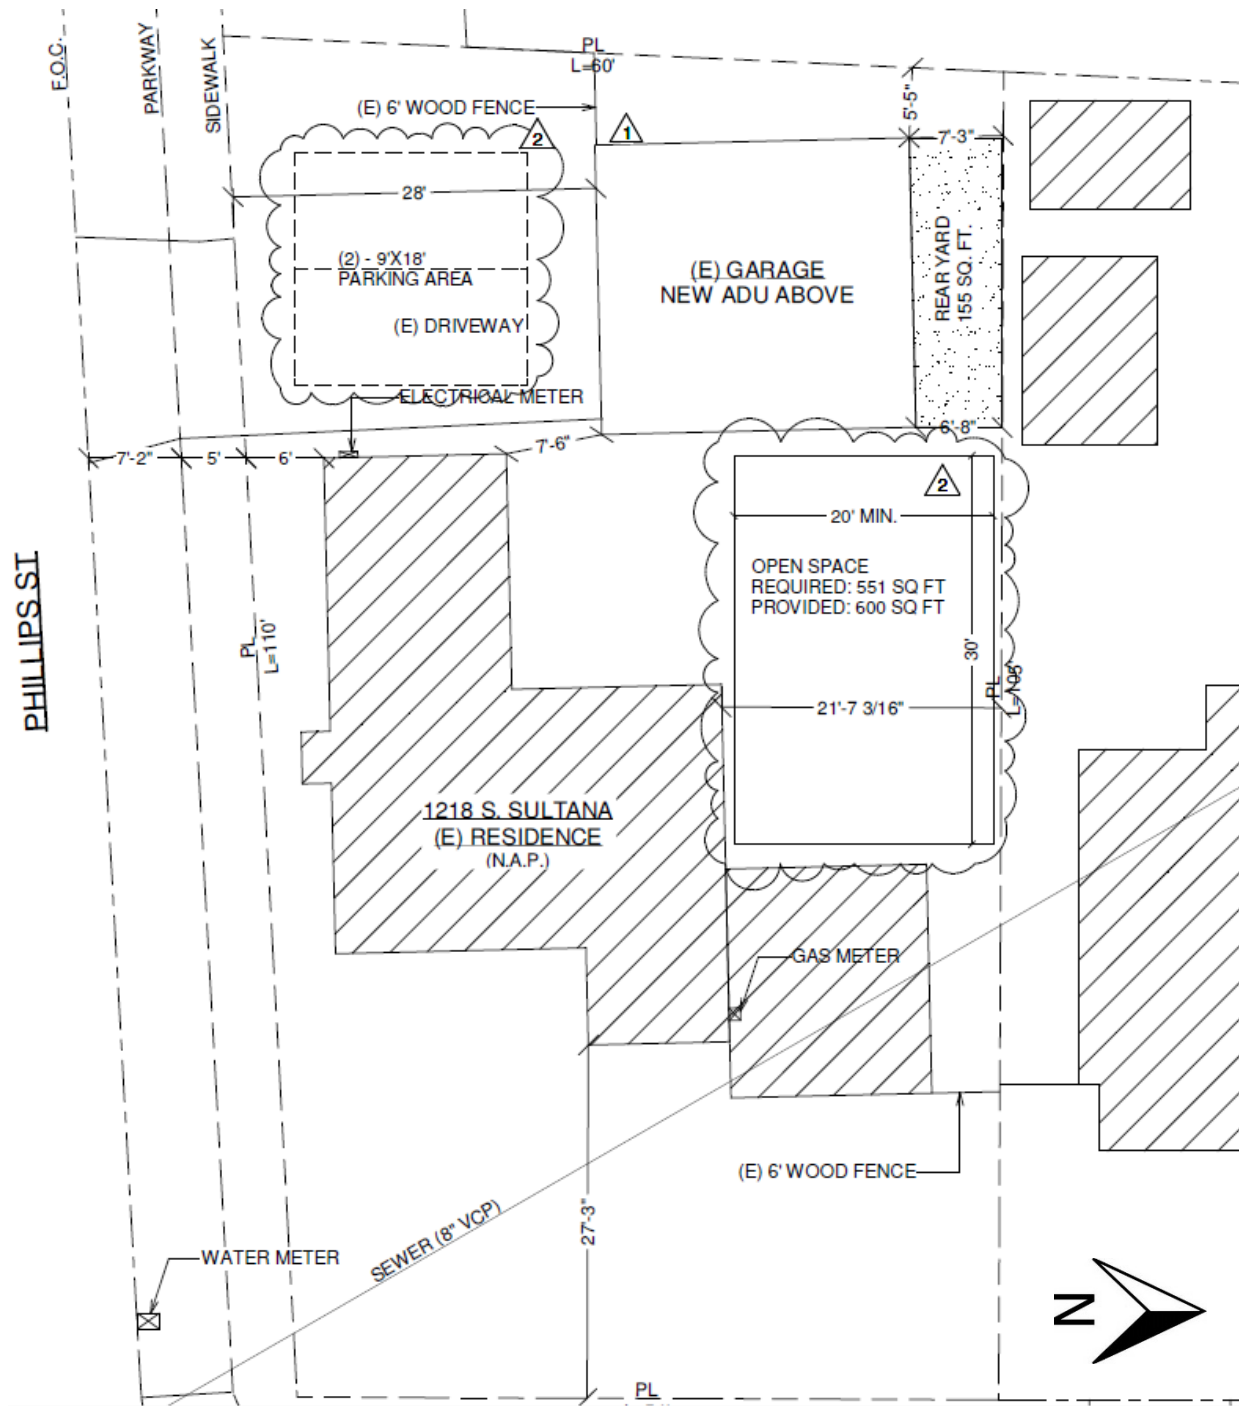 F.O.C.
PARKWAY
SIDEWALK
PL
L=60'
(E) 6' WOOD FENCE
2
1
5'-5"
7'-3"
28'
(2) - 9'X18'
PARKING AREA
(E) DRIVEWAY
(E) GARAGE
NEW ADU ABOVE
REAR YARD
155 SQ. FT.
ELECTRICAL METER
7'-2"
5'
6'
7'-6"
6'-8"
2
20' MIN.
OPEN SPACE
REQUIRED: 551 SQ FT
PROVIDED: 600 SQ FT
PHILLIPS ST
PL
L=110'
30'
PL
L=105'
21'-7 3/16"
1218 S. SULTANA
(E) RESIDENCE
(N.A.P.)
GAS METER
(E) 6' WOOD FENCE
27'-3"
SEWER (8" VCP)
WATER METER
N
PL